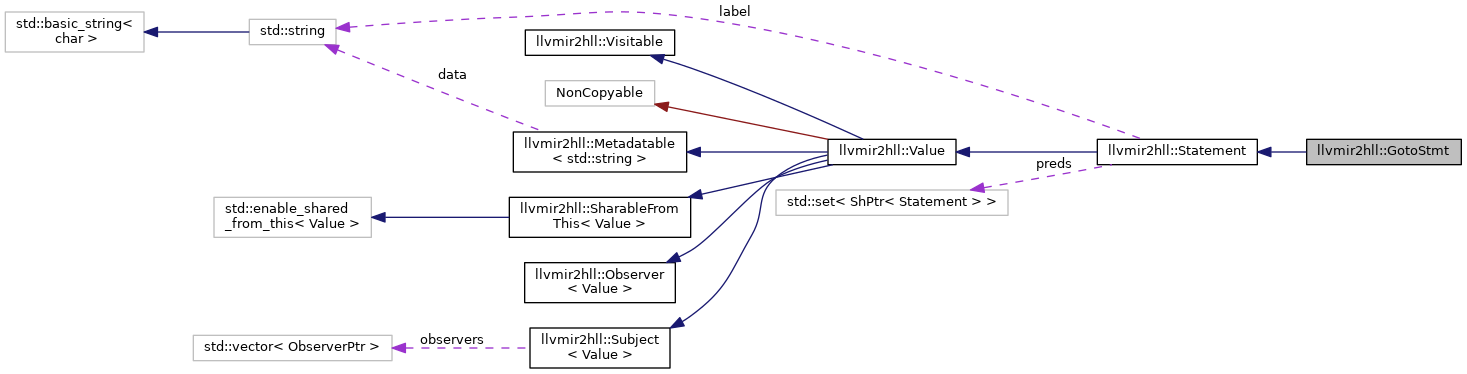 label
std::basic_string<
char >
std::string
llvmir2hll::Visitable
data
NonCopyable
llvmir2hll::Metadatable
< std::string >
llvmir2hll::Value
llvmir2hll::Statement
llvmir2hll::GotoStmt
preds
std::set< ShPtr< Statement > >
std::enable_shared
_from_this< Value >
llvmir2hll::SharableFrom
This< Value >
llvmir2hll::Observer
< Value >
observers
std::vector< ObserverPtr >
llvmir2hll::Subject
< Value >